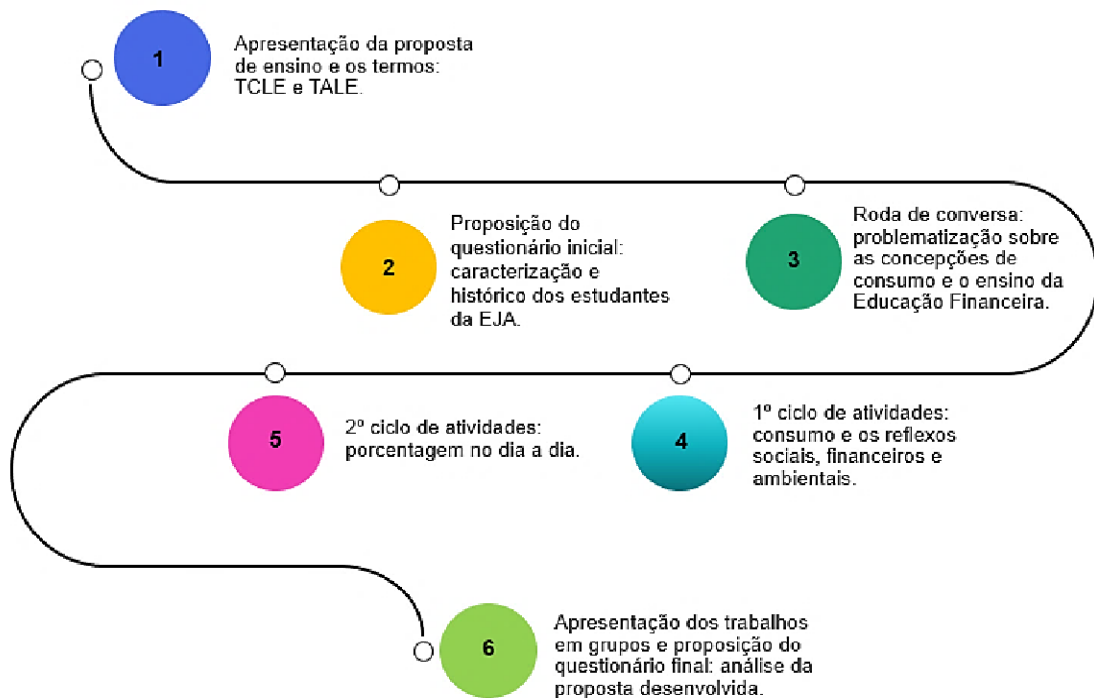 1
Apresentação da proposta
de ensino e os termos:
TCLE e TALE.
2
Proposição do
questionário inicial:
caracterização e
histórico dos estudantes
da EJA.
3
Roda de conversa:
problematização sobre
as concepções de
consumo e o ensino da
Educação Financeira.
4
1º ciclo de atividades:
consumo e os reflexos
sociais, financeiros e
ambientais.
5
2º ciclo de atividades:
porcentagem no dia a dia.
6
Apresentação dos trabalhos
em grupos e proposição do
questionário final: análise da
proposta desenvolvida.